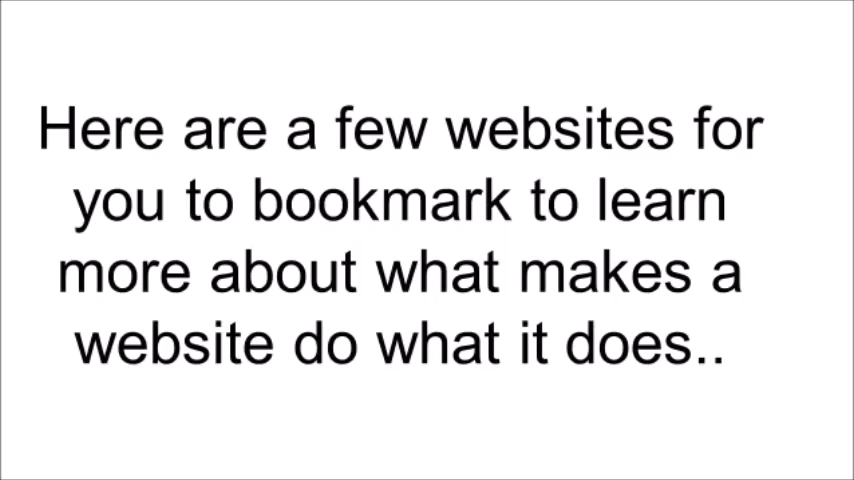 Here are a few websites for
you to bookmark to learn
more about what makes a
website do what it does..